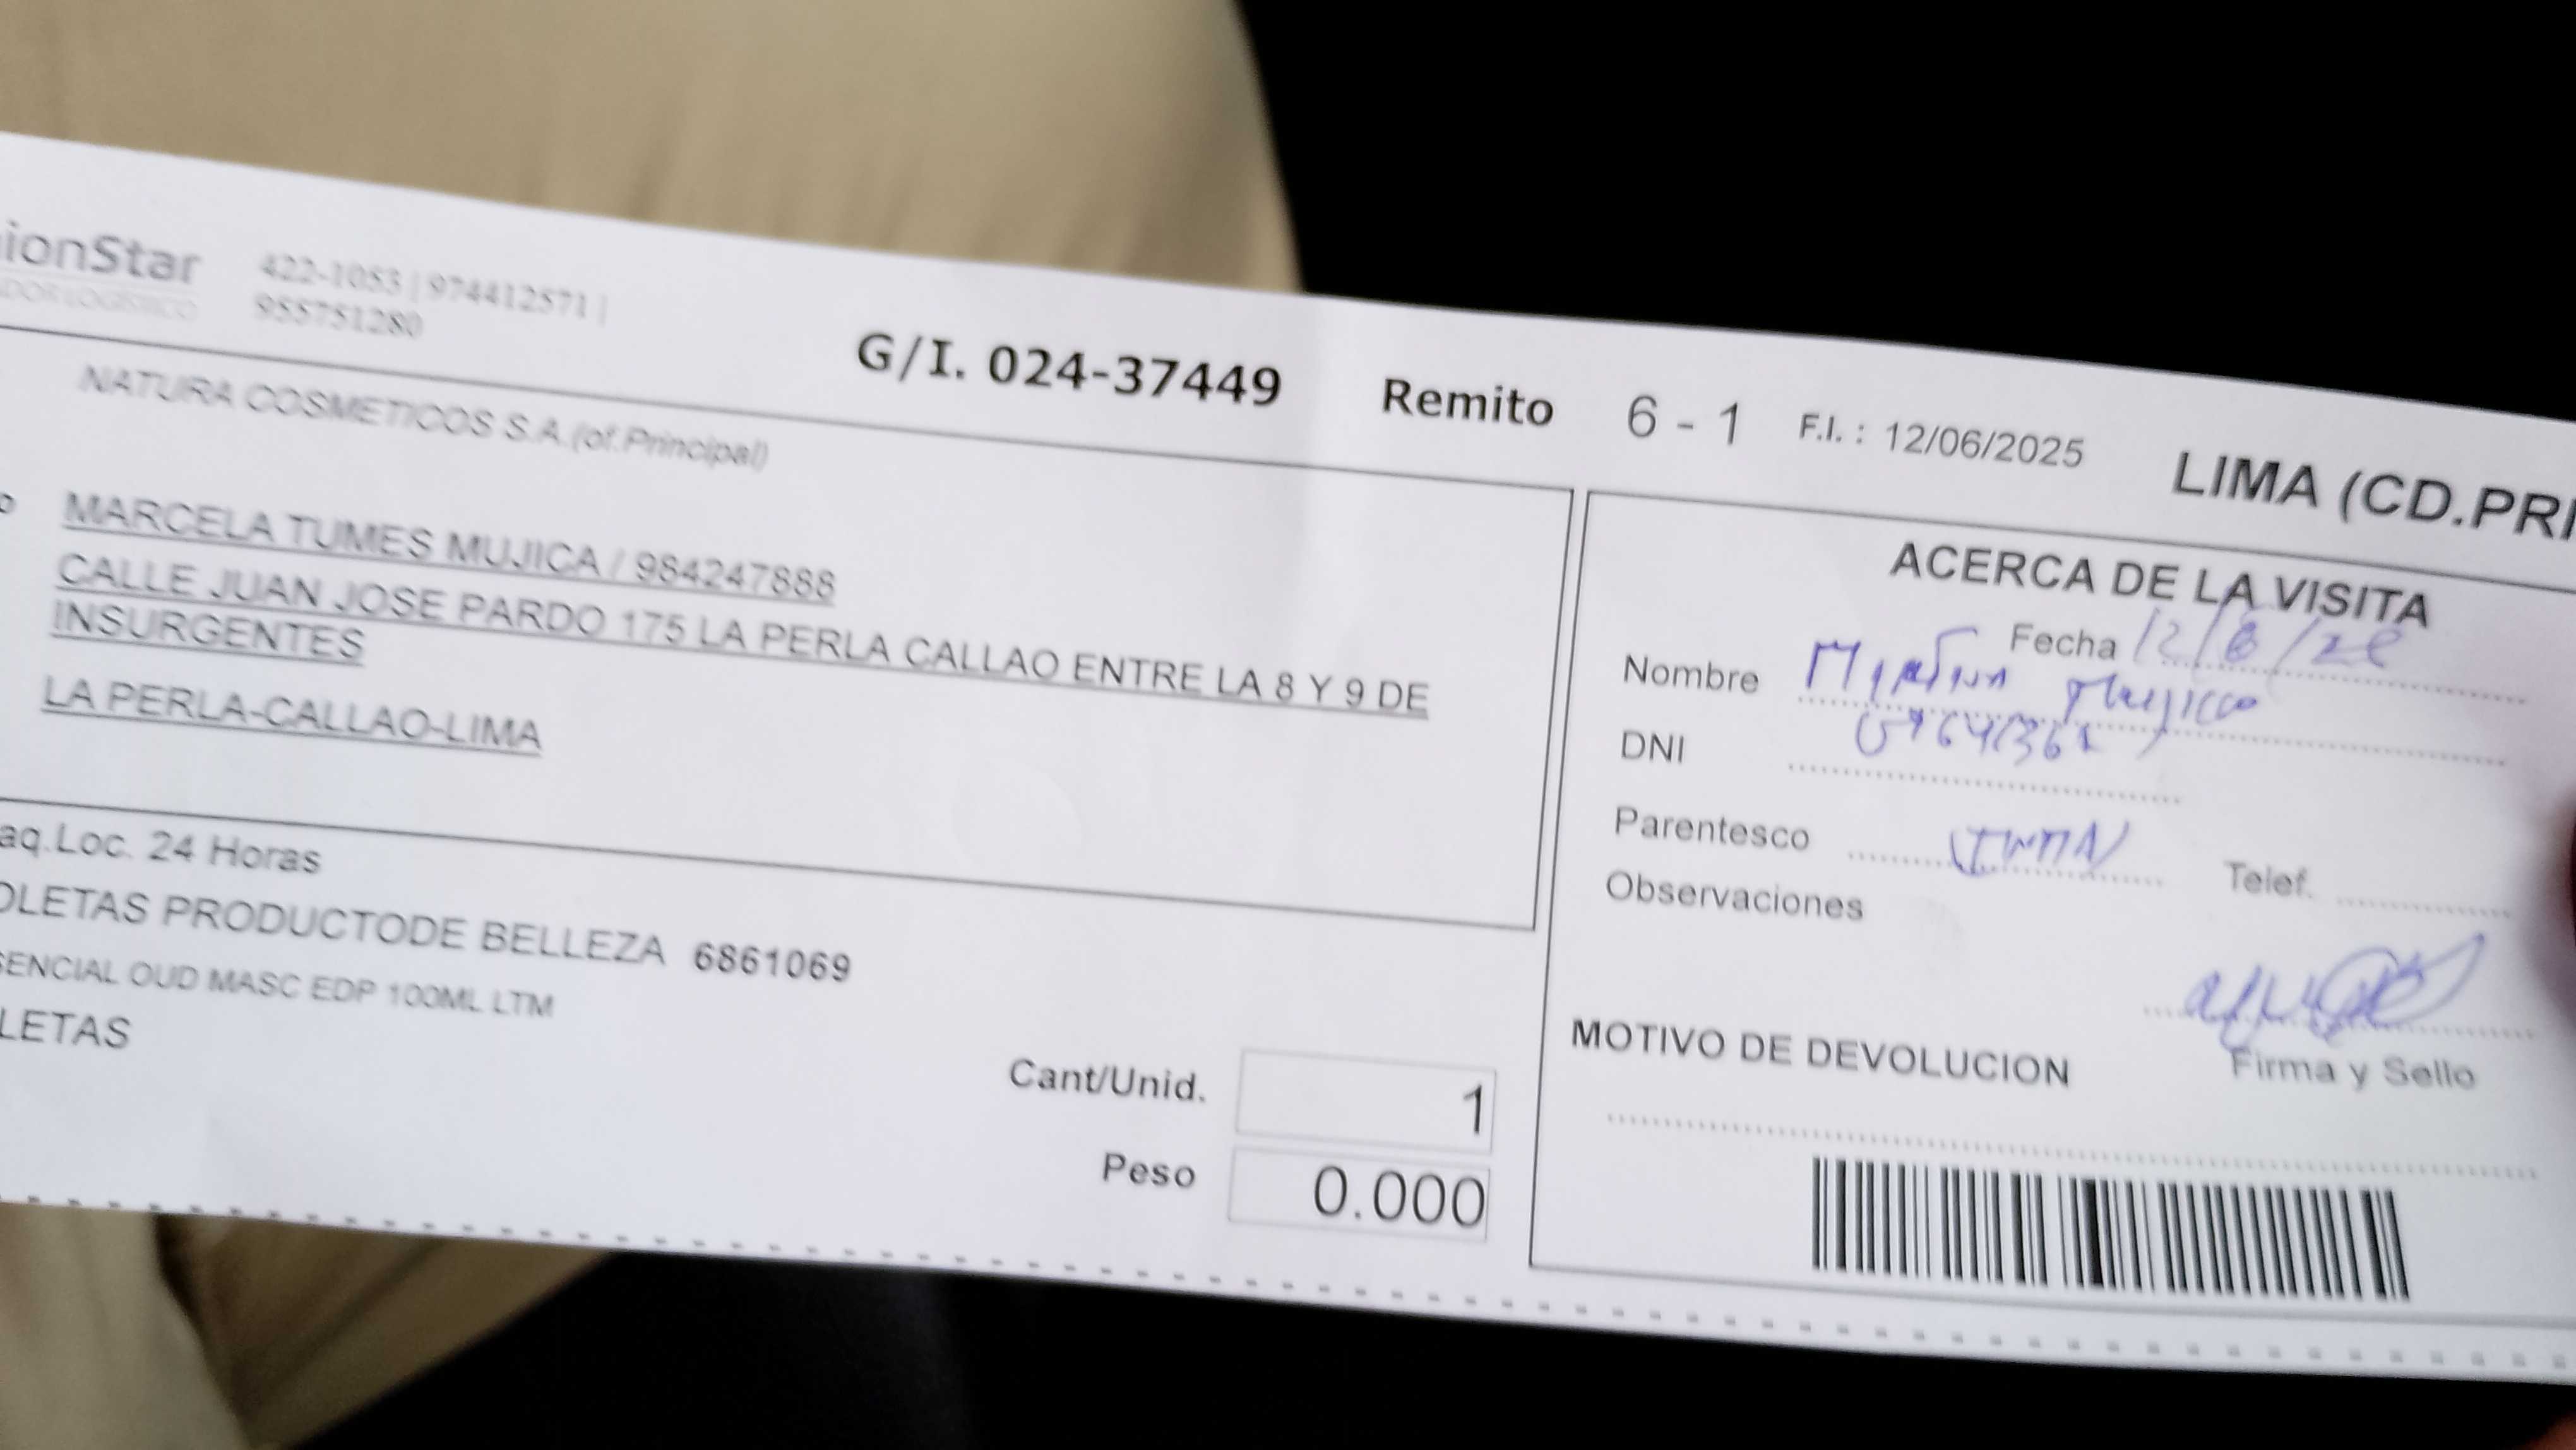 ionStar
422-1053 | 974412571 |
955751280
G/I. 024-37449 Remito 6 - 1 F.I. : 12/06/2025 LIMA (CD.PRI
NATURA COSMETICOS S.A.(of.Principal)
o MARCELA TUMES MUJICA / 984247888
CALLE JUAN JOSE PARDO 175 LA PERLA CALLAO ENTRE LA 8 Y 9 DE
INSURGENTES
LA PERLA-CALLAO-LIMA
aq.Loc. 24 Horas
OLETAS PRODUCTODE BELLEZA 6861069
SENCIAL OUD MASC EDP 100ML LTM
LETAS
Cant/Unid. 1
Peso 0.000
ACERCA DE LA VISITA
Fecha
Nombre Mujica
DNI
Parentesco
Telef.
Observaciones
Firma y Sello
MOTIVO DE DEVOLUCION